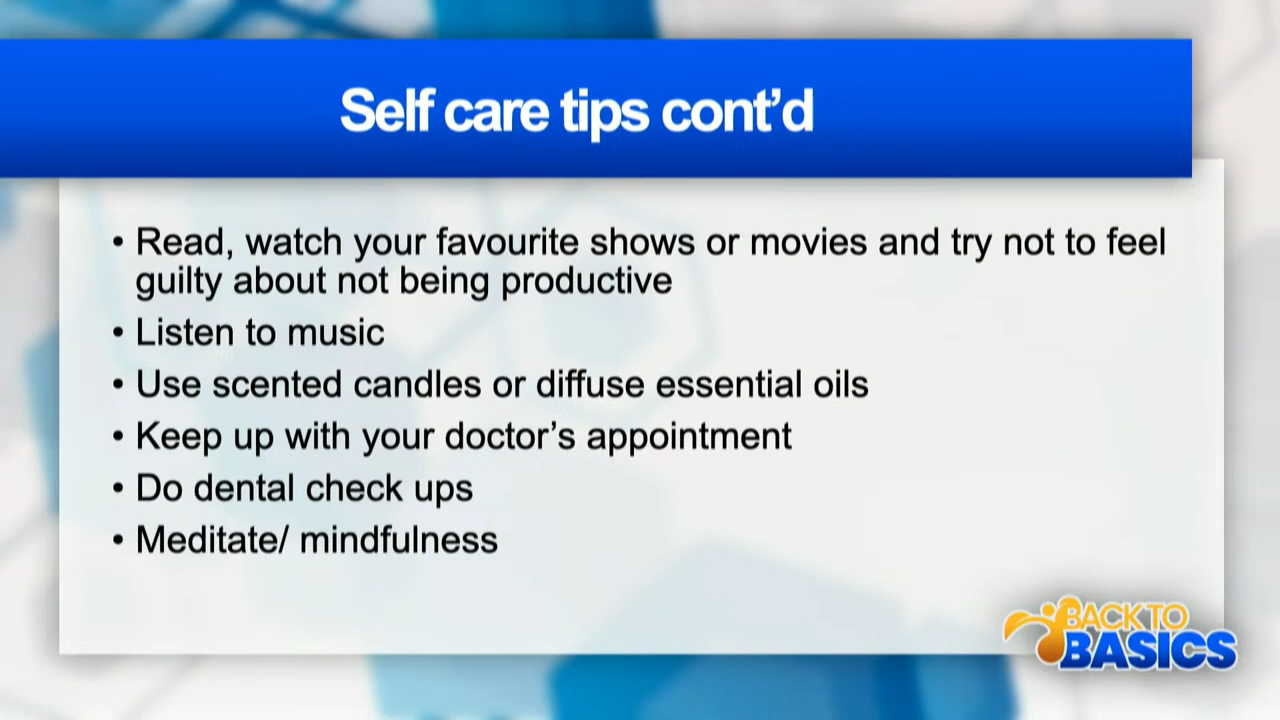 Self care tips cont’d
• Read, watch your favourite shows or movies and try not to feel
guilty about not being productive
• Listen to music
• Use scented candles or diffuse essential oils
• Keep up with your doctor’s appointment
• Do dental check ups
• Meditate/ mindfulness
BACK TO
BASICS